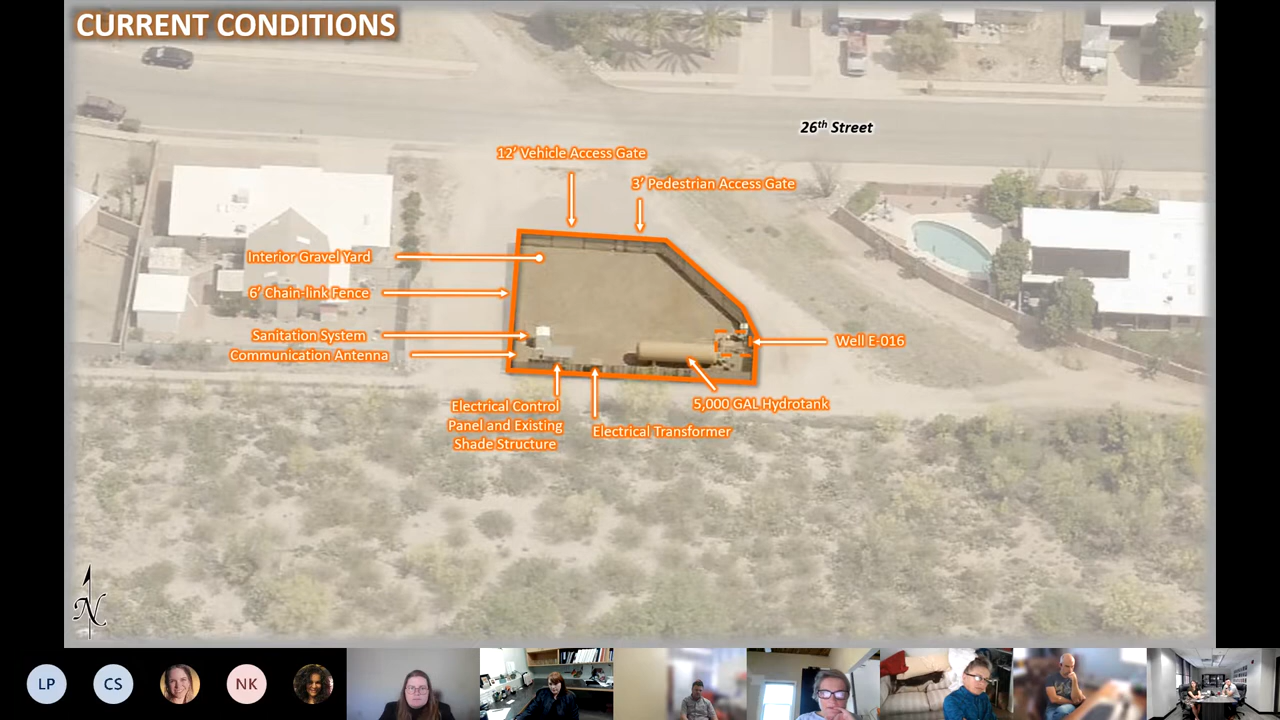 CURRENT CONDITIONS
26th Street
12' Vehicle Access Gate
3' Pedestrian Access Gate
Interior Gravel Yard
6' Chain-link Fence
Sanitation System
Communication Antenna
Well E-016
Electrical Control
Panel and Existing
Shade Structure
Electrical Transformer
5,000 GAL Hydrotank
N
LP
CS
NK